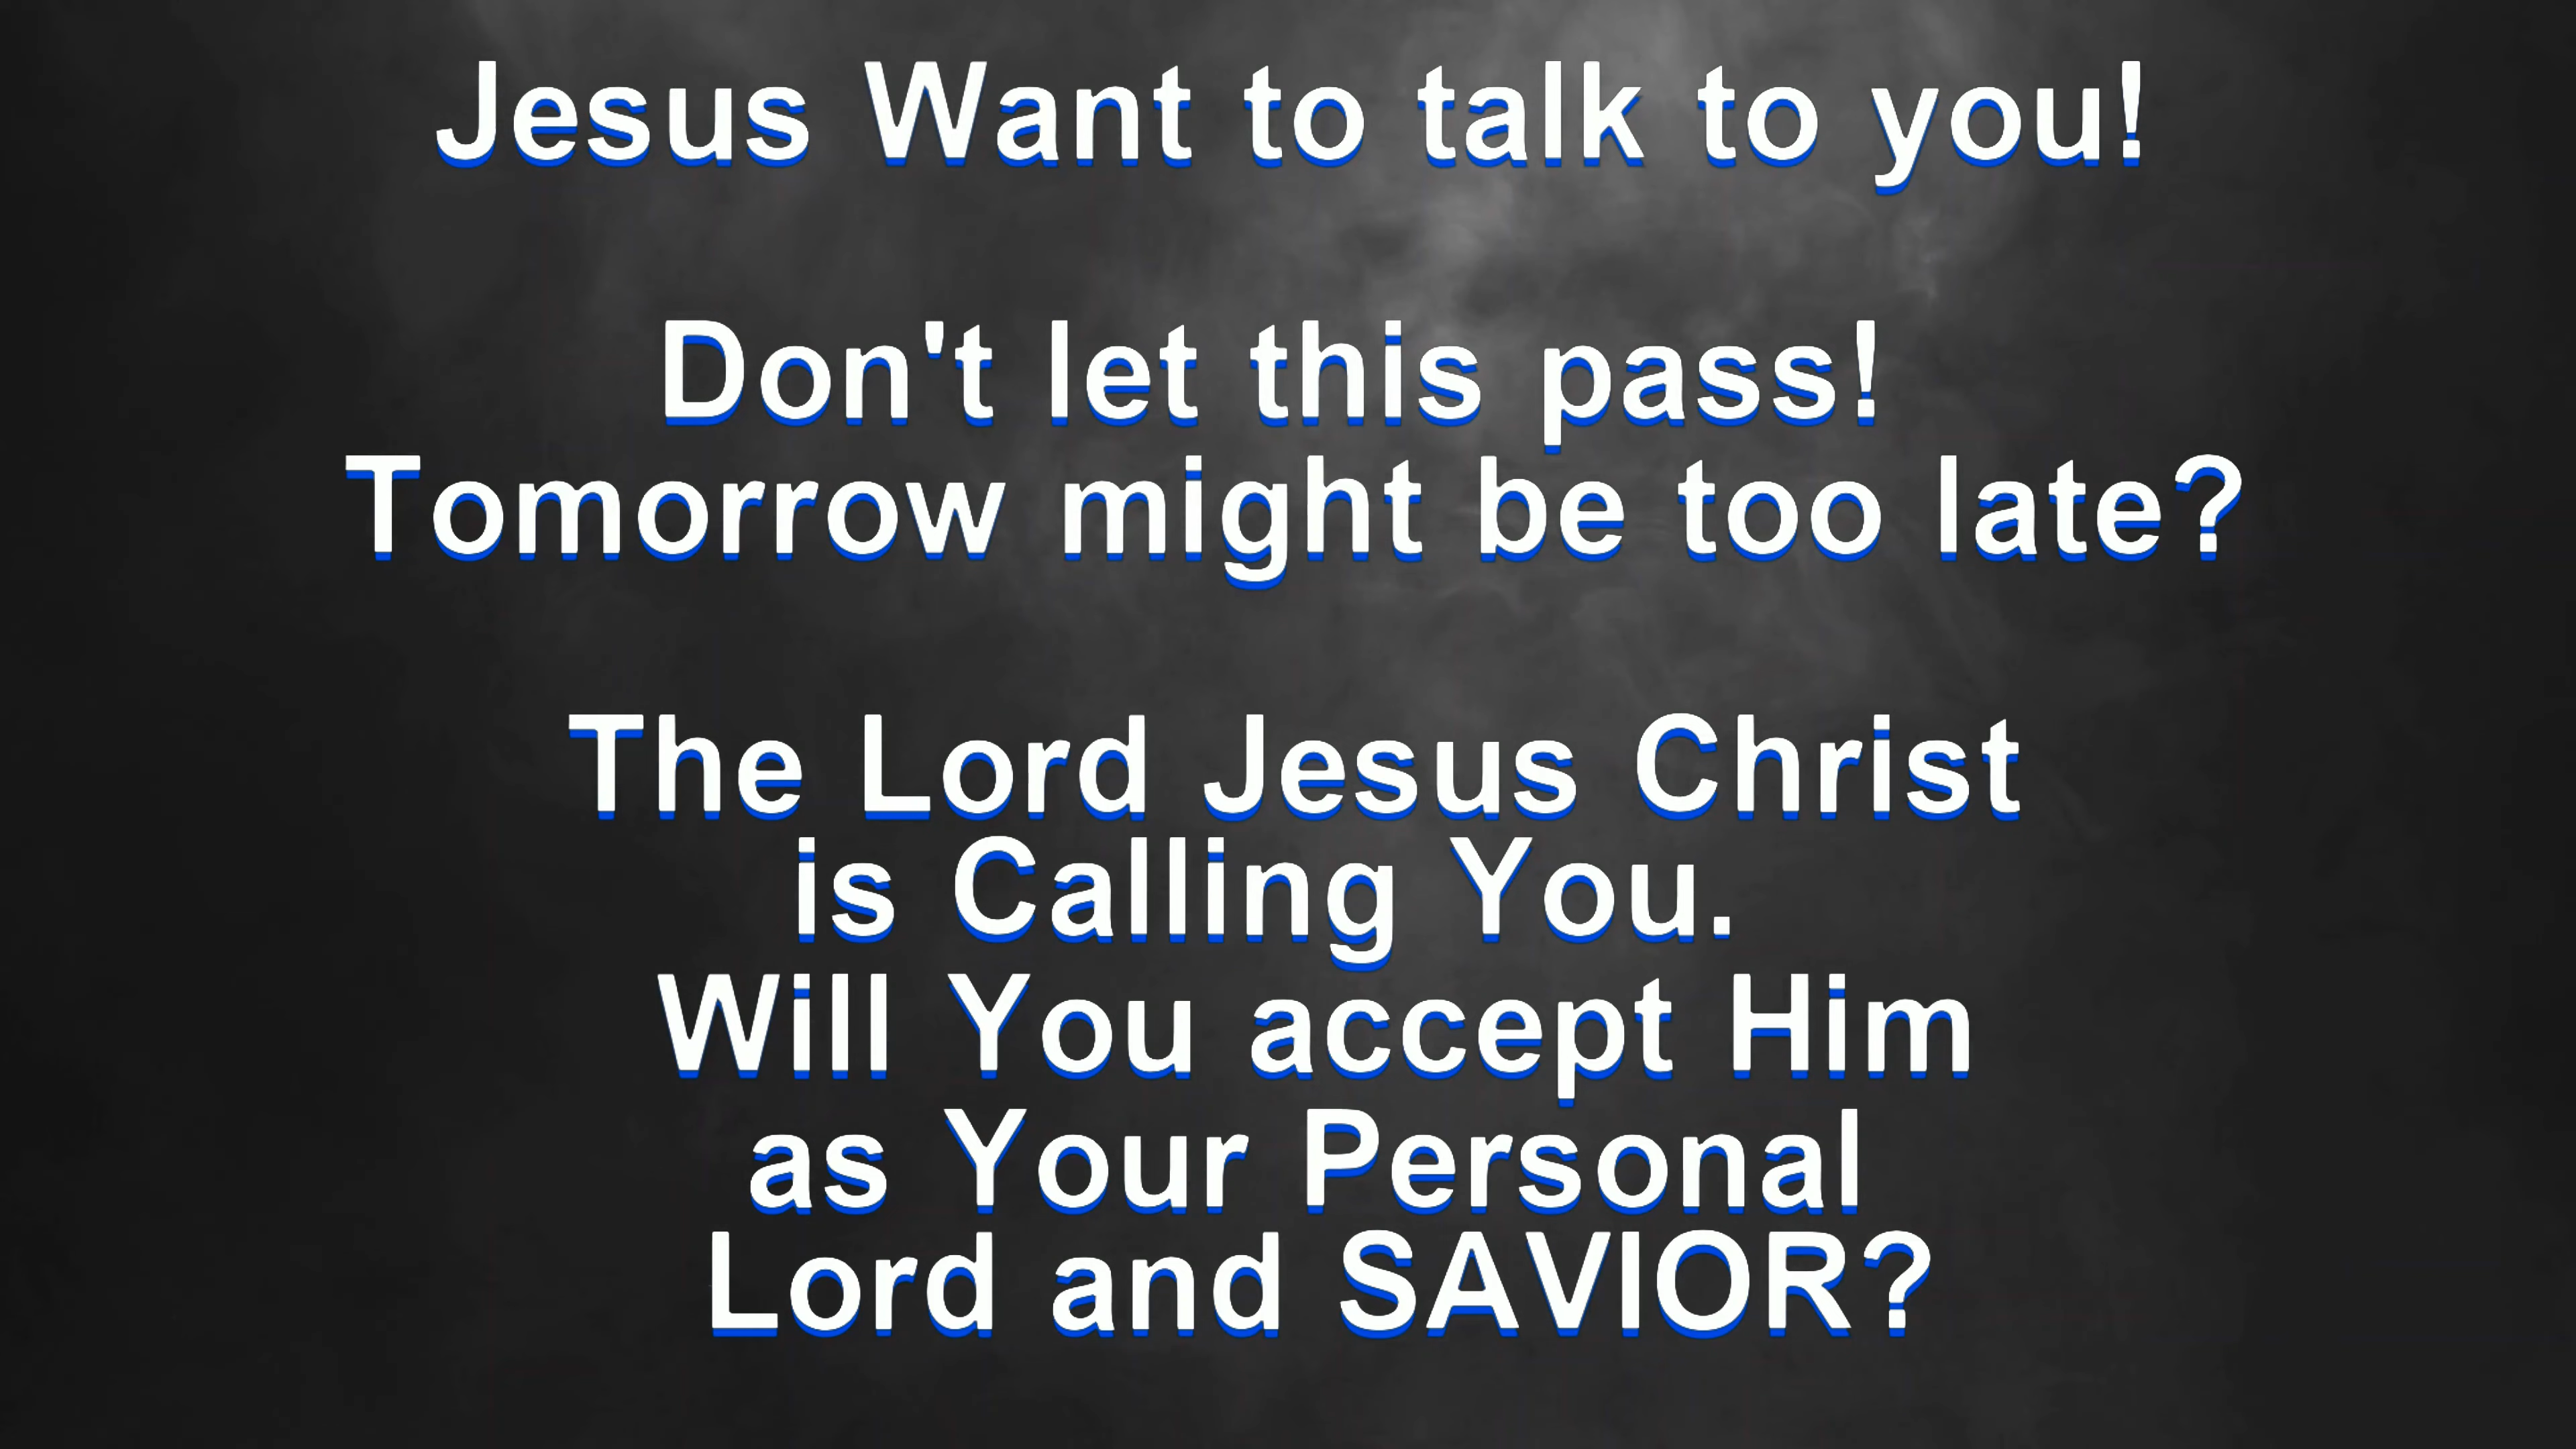 Jesus Want to talk to you!
Don't let this pass!
Tomorrow might be too late?
The Lord Jesus Christ
is Calling You.
Will You accept Him
as Your Personal
Lord and SAVIOR?